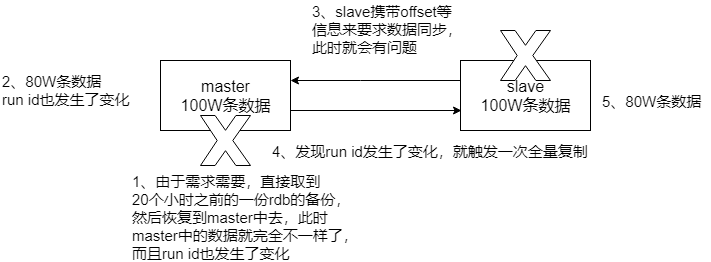 3、slave携带offset等
信息来要求数据同步，
此时就会有问题
2、80W条数据
run id也发生了变化
master
100W条数据
slave
100W条数据
5、80W条数据
4、发现run id发生了变化，就触发一次全量复制
1、由于需求需要，直接取到
20个小时之前的一份rdb的备份，
然后恢复到master中去，此时
master中的数据就完全不一样了，
而且run id也发生了变化